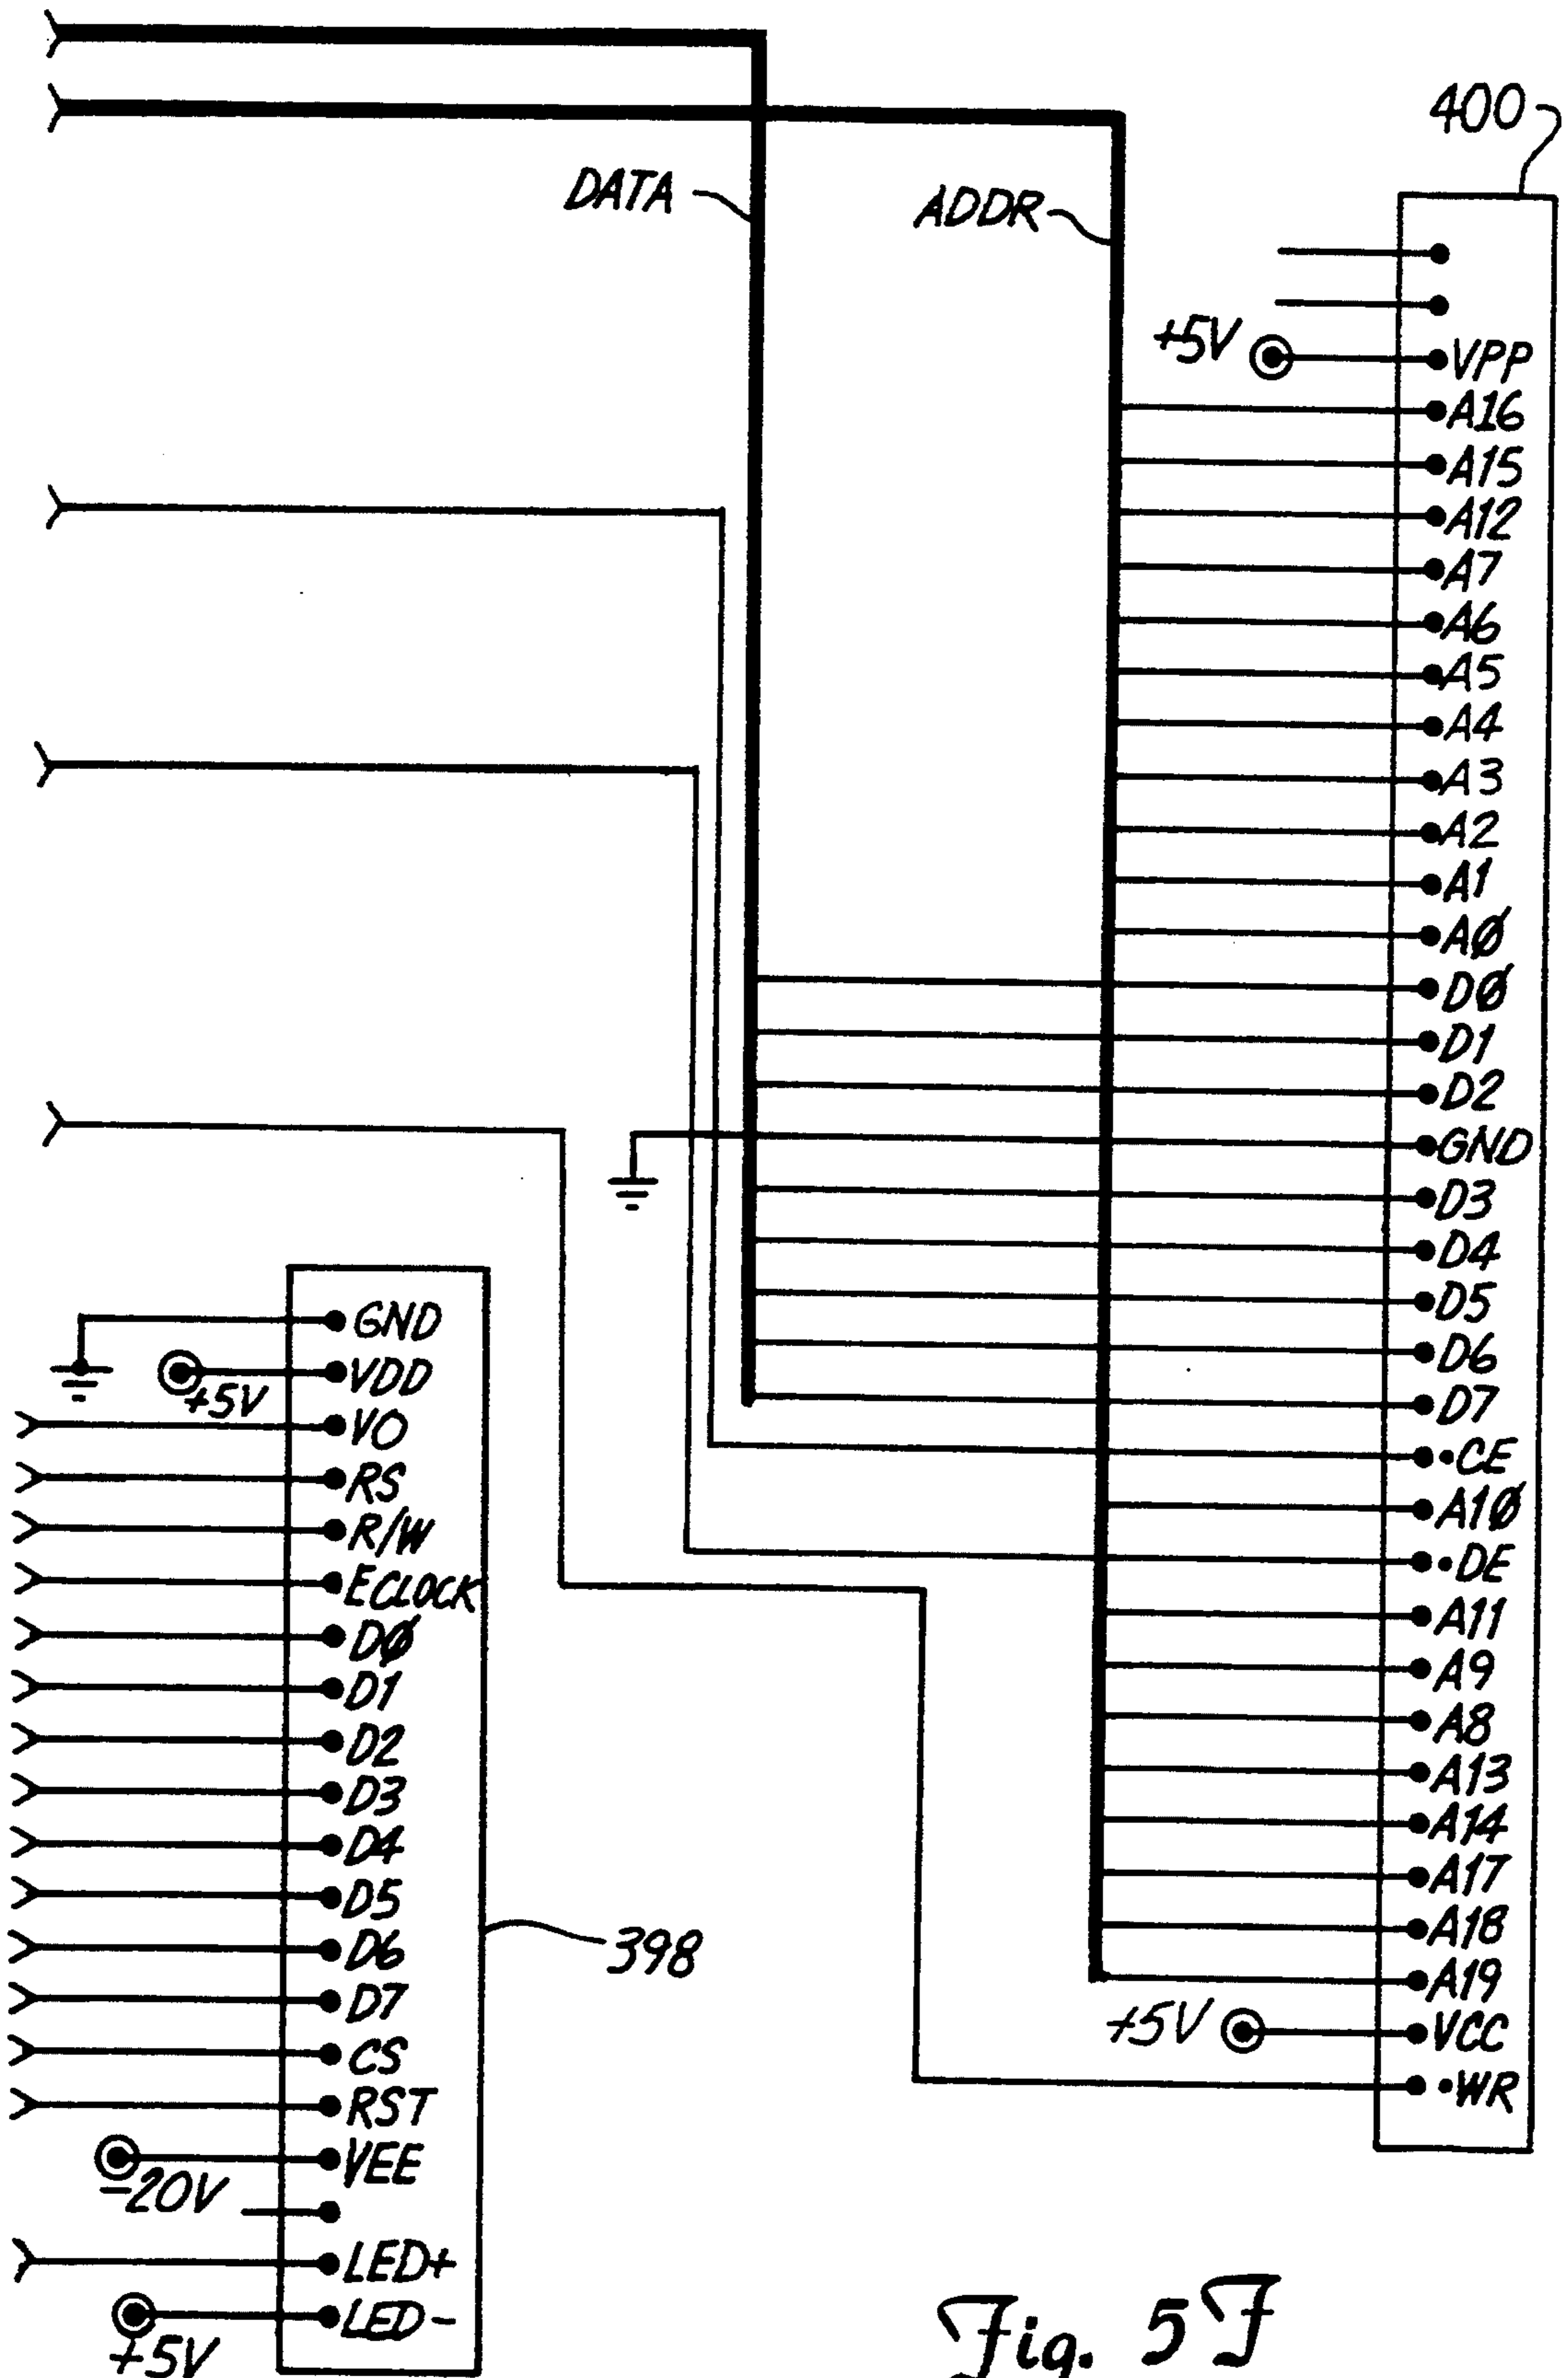 400
DATA
ADDR
+5V
VPP
A16
A15
A12
A7
A6
A5
A4
A3
A2
A1
AØ
DØ
D1
D2
GND
D3
D4
D5
D6
D7
•CE
A1Ø
•DE
A11
A9
A8
A13
A14
A17
A18
A19
+5V
VCC
•WR
GND
VDD
+5V
VO
RS
R/W
ECLOCK
DØ
D1
D2
D3
D4
D5
D6
D7
CS
RST
VEE
-20V
LED+
LED-
+5V
398
Fig. 5F